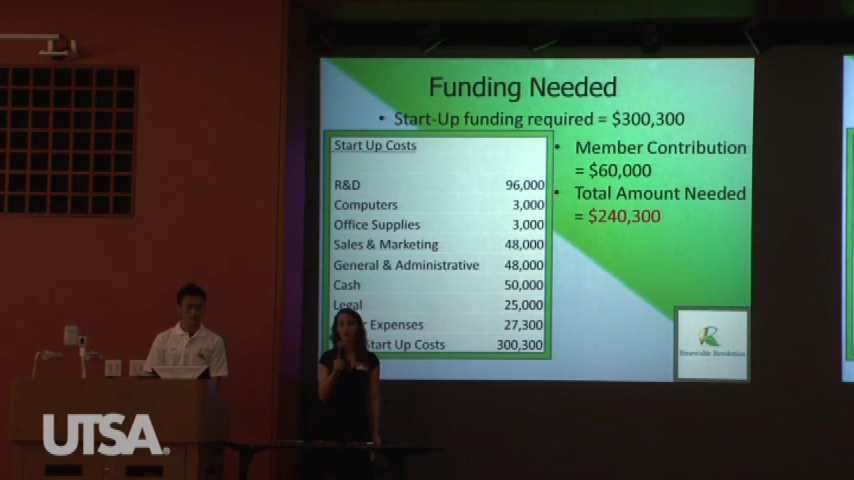 Funding Needed
• Start-Up funding required = $300,300
Start Up Costs
R&D 96,000
Computers 3,000
Office Supplies 3,000
Sales & Marketing 48,000
General & Administrative 48,000
Cash 50,000
Legal 25,000
Expenses 27,300
Start Up Costs 300,300
• Member Contribution
= $60,000
• Total Amount Needed
= $240,300
Renewable Revolution
UTSA®